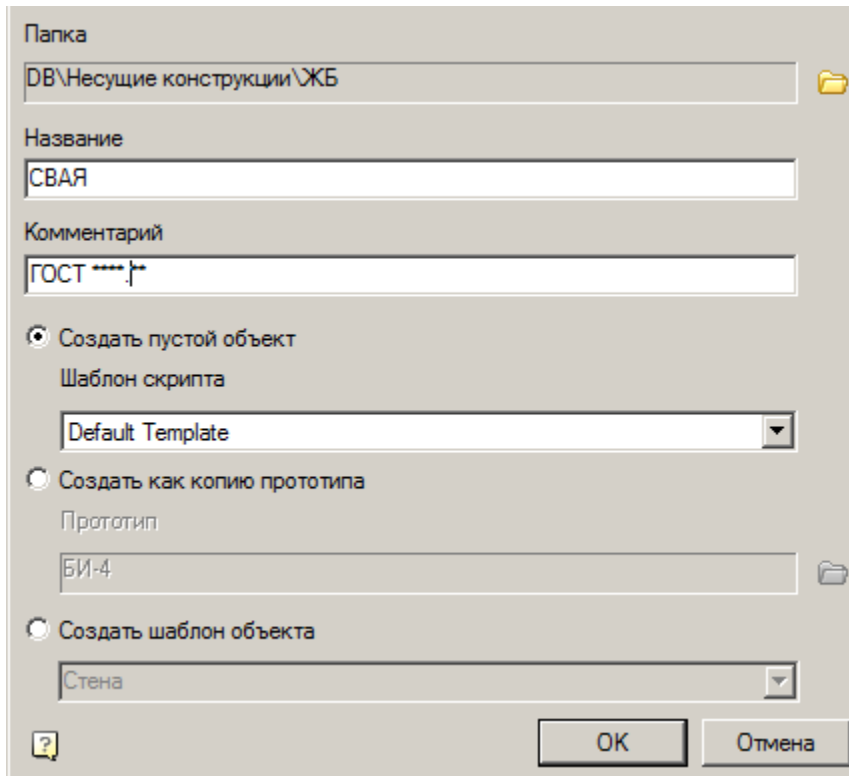 Папка
DB\Несущие конструкции\ЖБ
Название
СВАЯ
Комментарий
ГОСТ ****.**
Создать пустой объект
Шаблон скрипта
Default Template
Создать как копию прототипа
Прототип
БИ-4
Создать шаблон объекта
Стена
?
OK
Отмена